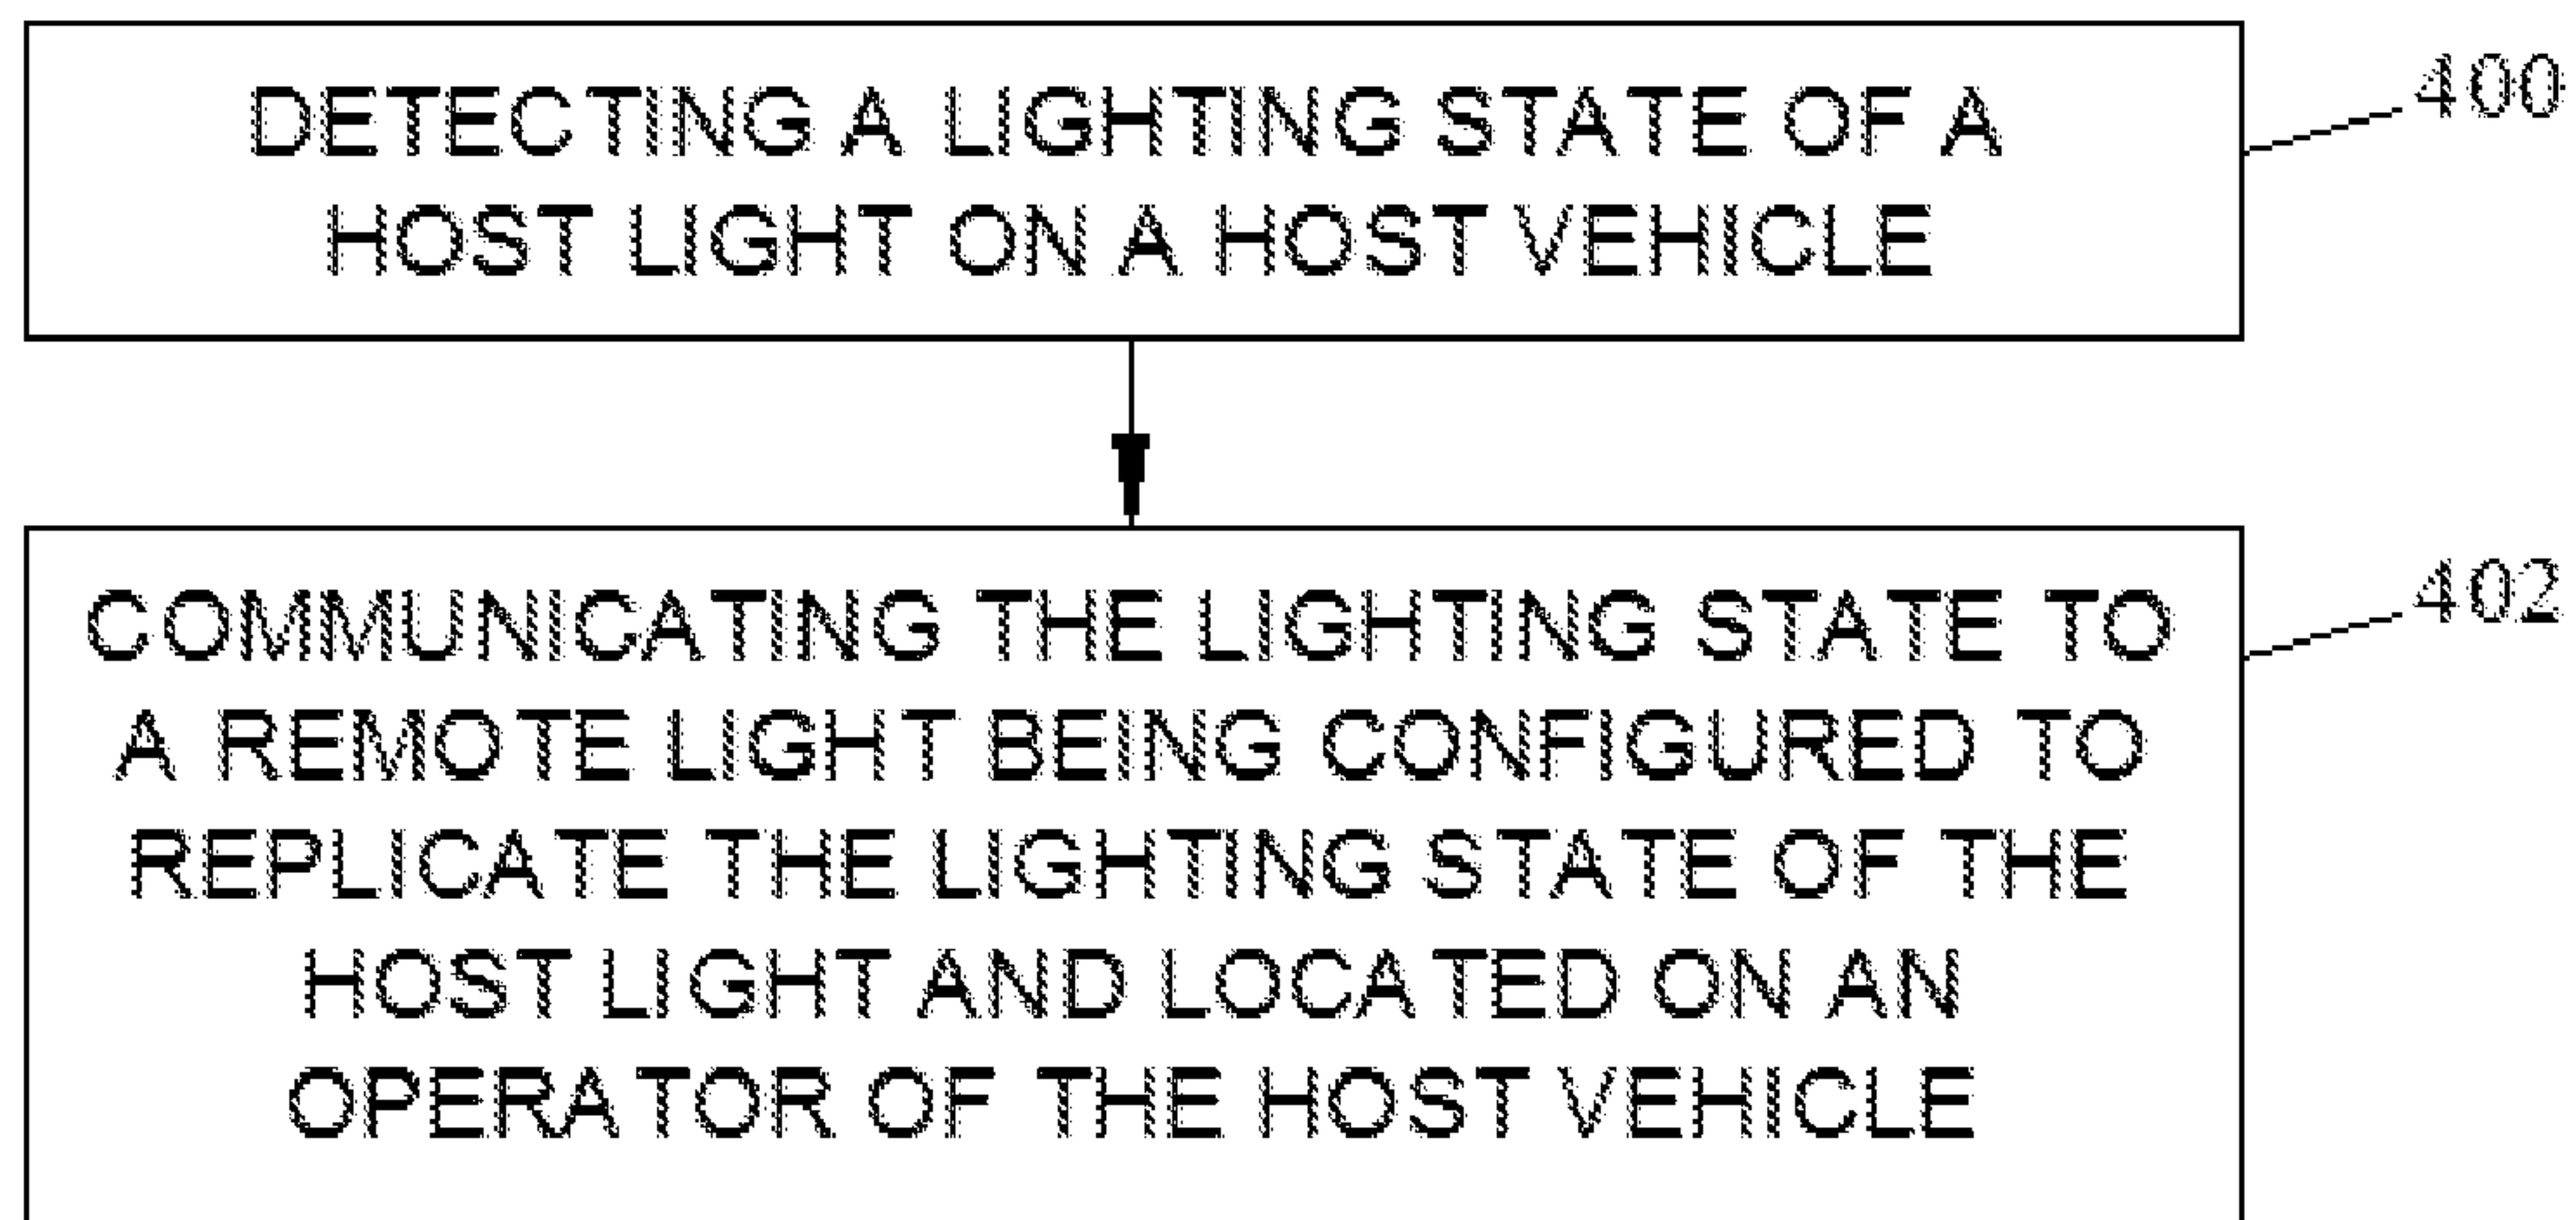 DETECTING A LIGHTING STATE OF A
HOST LIGHT ON A HOST VEHICLE
400
COMMUNICATING THE LIGHTING STATE TO
A REMOTE LIGHT BEING CONFIGURED TO
REPLICATE THE LIGHTING STATE OF THE
HOST LIGHT AND LOCATED ON AN
OPERATOR OF THE HOST VEHICLE
402